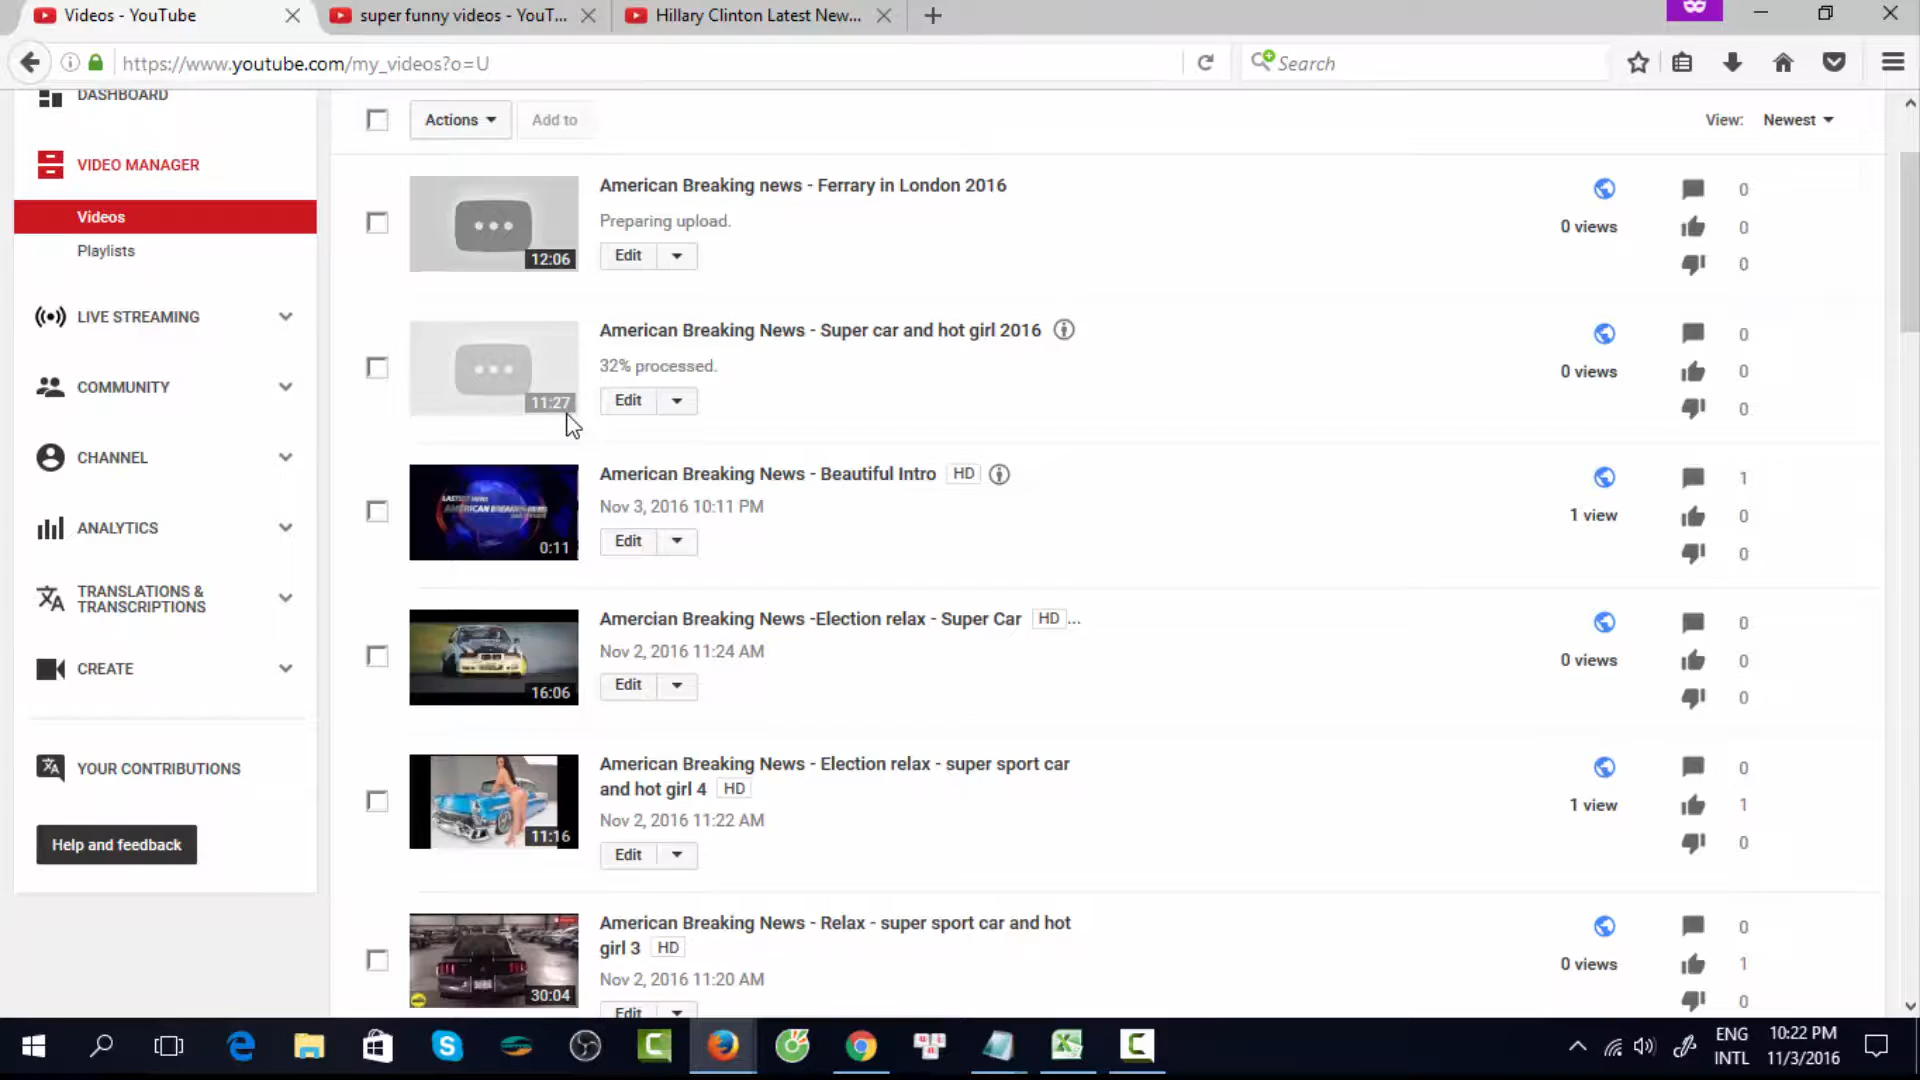 Videos - YouTube
super funny videos - YouT...
Hillary Clinton Latest New...
https://www.youtube.com/my_videos?o=U
Search
DASHBOARD
VIDEO MANAGER
Videos
Playlists
LIVE STREAMING
COMMUNITY
CHANNEL
ANALYTICS
TRANSLATIONS &
TRANSCRIPTIONS
CREATE
YOUR CONTRIBUTIONS
Help and feedback
Actions
Add to
View: Newest
American Breaking news - Ferrary in London 2016
Preparing upload.
Edit
12:06
0 views
0
0
0
American Breaking News - Super car and hot girl 2016
32% processed.
Edit
11:27
0 views
0
0
0
American Breaking News - Beautiful Intro HD
Nov 3, 2016 10:11 PM
Edit
AMERICAN BREAKING NEWS
0:11
1 view
1
0
0
Amercian Breaking News -Election relax - Super Car HD ...
Nov 2, 2016 11:24 AM
Edit
16:06
0 views
0
0
0
American Breaking News - Election relax - super sport car
and hot girl 4 HD
Nov 2, 2016 11:22 AM
Edit
11:16
1 view
0
1
0
American Breaking News - Relax - super sport car and hot
girl 3 HD
Nov 2, 2016 11:20 AM
Edit
30:04
0 views
0
1
0
ENG
INTL
10:22 PM
11/3/2016